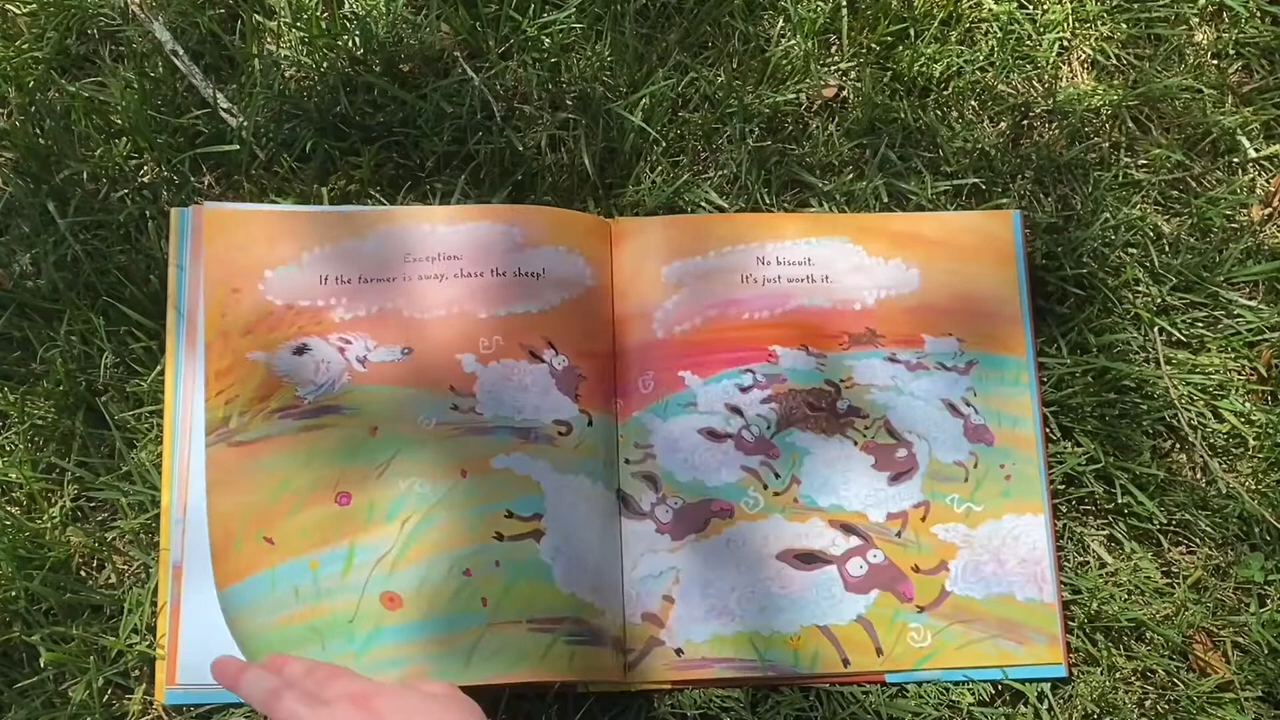 Exception:
If the farmer is away, chase the sheep!
No biscuit.
It's just worth it.